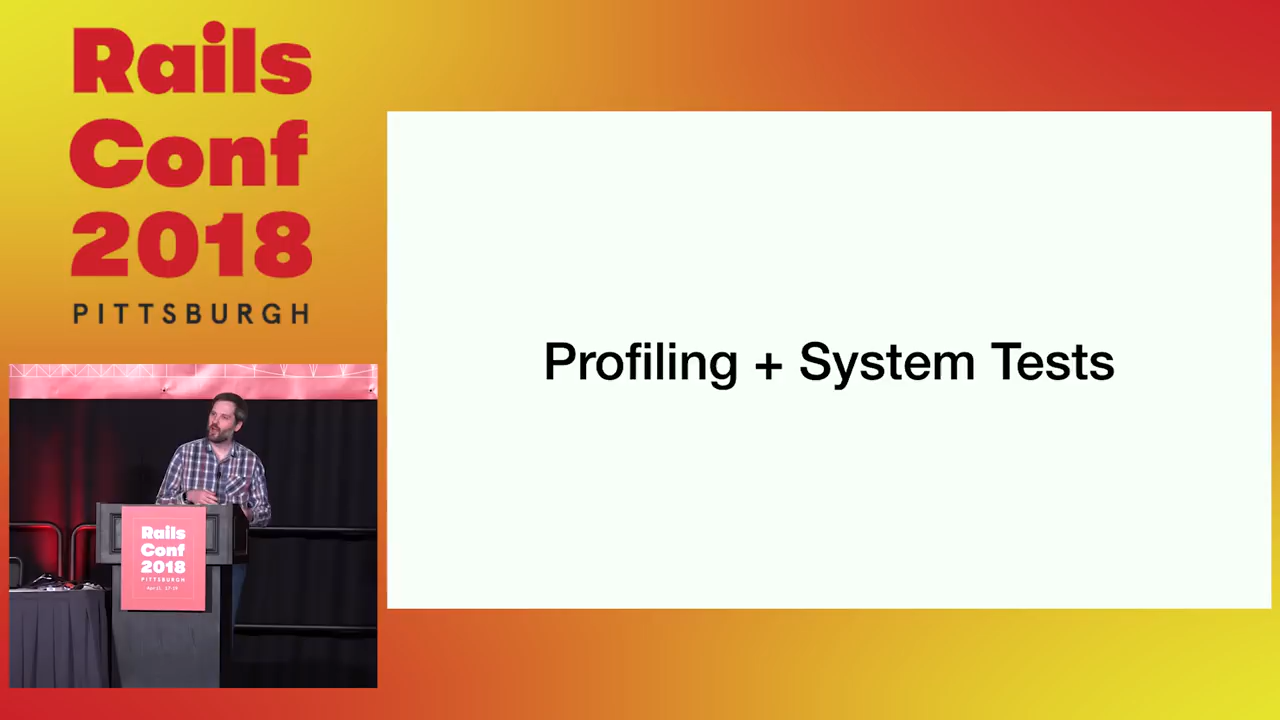 Rails
Conf
2018
PITTSBURGH
Profiling + System Tests
Rails
Conf
2018
PITTSBURGH